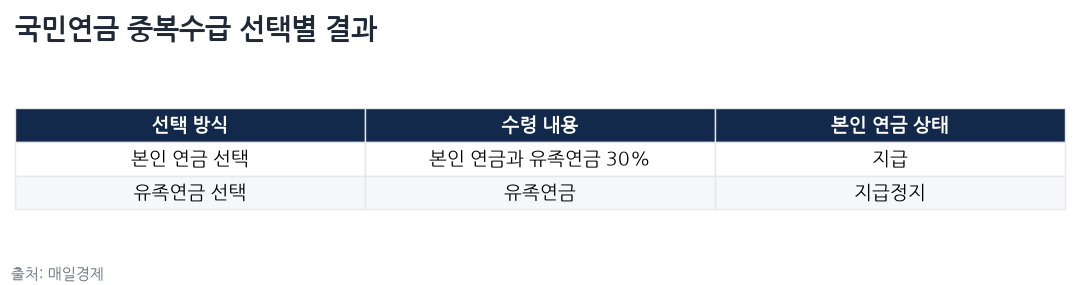 국민연금 중복수급 선택별 결과
선택 방식 수령 내용 본인 연금 상태
본인 연금 선택 본인 연금과 유족연금 30% 지급
유족연금 선택 유족연금 지급정지
출처: 매일경제